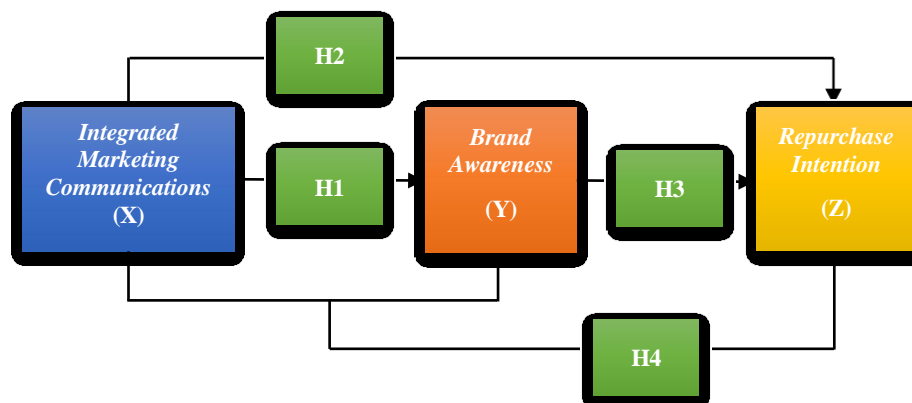 H2
Integrated
Marketing
Communications
(X)
H1
Brand
Awareness
(Y)
H3
Repurchase
Intention
(Z)
H4